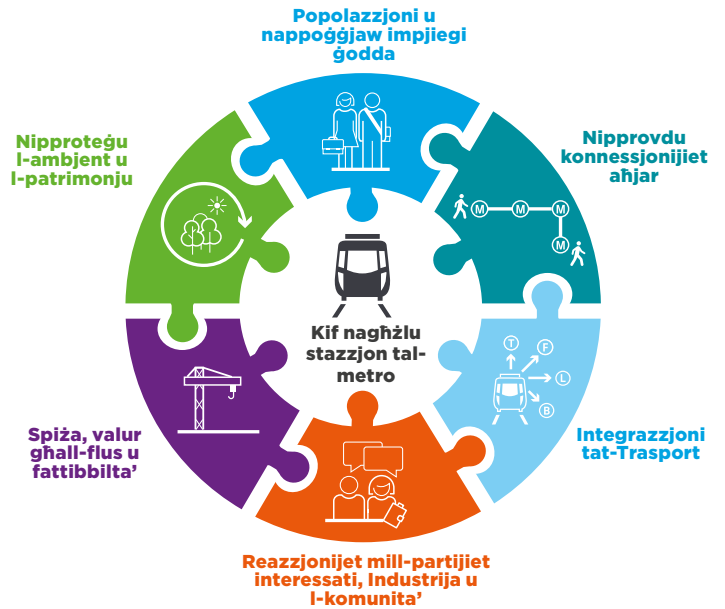 Popolazzjoni u
nappoġġjaw impjiegi
ġodda
Nipproteġu
l-ambjent u
l-patrimonju
Nipprovdu
konnessjonijiet
aħjar
M
M
M
M
Kif nagħżlu
stazzjon tal-
metro
T
F
L
B
Spiża, valur
għall-flus u
fattibbilta’
Integrazzjoni
tat-Trasport
Reazzjonijet mill-partijiet
interessati, Industrija u
l-komunita’